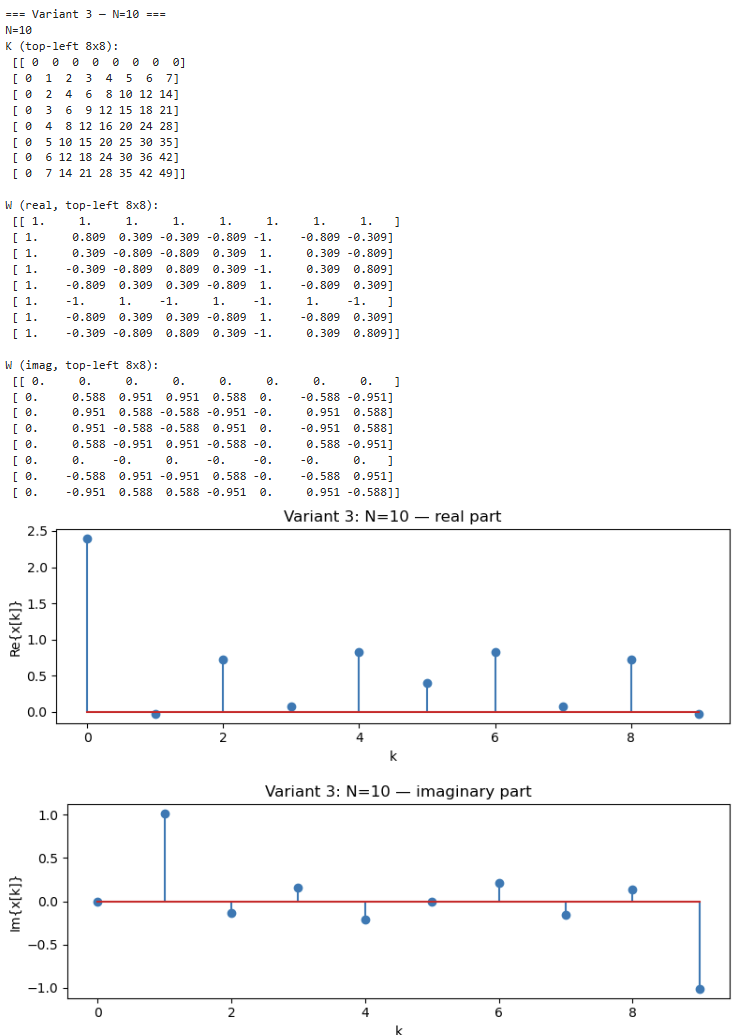 === Variant 3 — N=10 ===
N=10
K (top-left 8x8):
[[ 0 0 0 0 0 0 0 0]
[ 0 1 2 3 4 5 6 7]
[ 0 2 4 6 8 10 12 14]
[ 0 3 6 9 12 15 18 21]
[ 0 4 8 12 16 20 24 28]
[ 0 5 10 15 20 25 30 35]
[ 0 6 12 18 24 30 36 42]
[ 0 7 14 21 28 35 42 49]]
W (real, top-left 8x8):
[[ 1. 1. 1. 1. 1. 1. 1. 1. ]
[ 1. 0.809 0.309 -0.309 -0.809 -1. -0.809 -0.309]
[ 1. 0.309 -0.809 -0.809 0.309 1. 0.309 -0.809]
[ 1. -0.309 -0.809 0.809 0.309 -1. 0.309 0.809]
[ 1. -0.809 0.309 0.309 -0.809 1. -0.809 0.309]
[ 1. -1. 1. -1. 1. -1. 1. -1. ]
[ 1. -0.809 0.309 0.309 -0.809 1. -0.809 0.309]
[ 1. -0.309 -0.809 0.809 0.309 -1. 0.309 0.809]]
W (imag, top-left 8x8):
[[ 0. 0. 0. 0. 0. 0. 0. 0. ]
[ 0. 0.588 0.951 0.951 0.588 0. -0.588 -0.951]
[ 0. 0.951 0.588 -0.588 -0.951 -0. 0.951 0.588]
[ 0. 0.951 -0.588 -0.588 0.951 0. -0.951 0.588]
[ 0. 0.588 -0.951 0.951 -0.588 -0. 0.588 -0.951]
[ 0. 0. -0. 0. -0. -0. -0. 0. ]
[ 0. -0.588 0.951 -0.951 0.588 -0. -0.588 0.951]
[ 0. -0.951 0.588 0.588 -0.951 0. 0.951 -0.588]]
Variant 3: N=10 — real part
2.5
2.0
1.5
1.0
0.5
0.0
Re{x[k]}
0 2 4 6 8
k
Variant 3: N=10 — imaginary part
1.0
0.5
0.0
−0.5
−1.0
Im{x[k]}
0 2 4 6 8
k